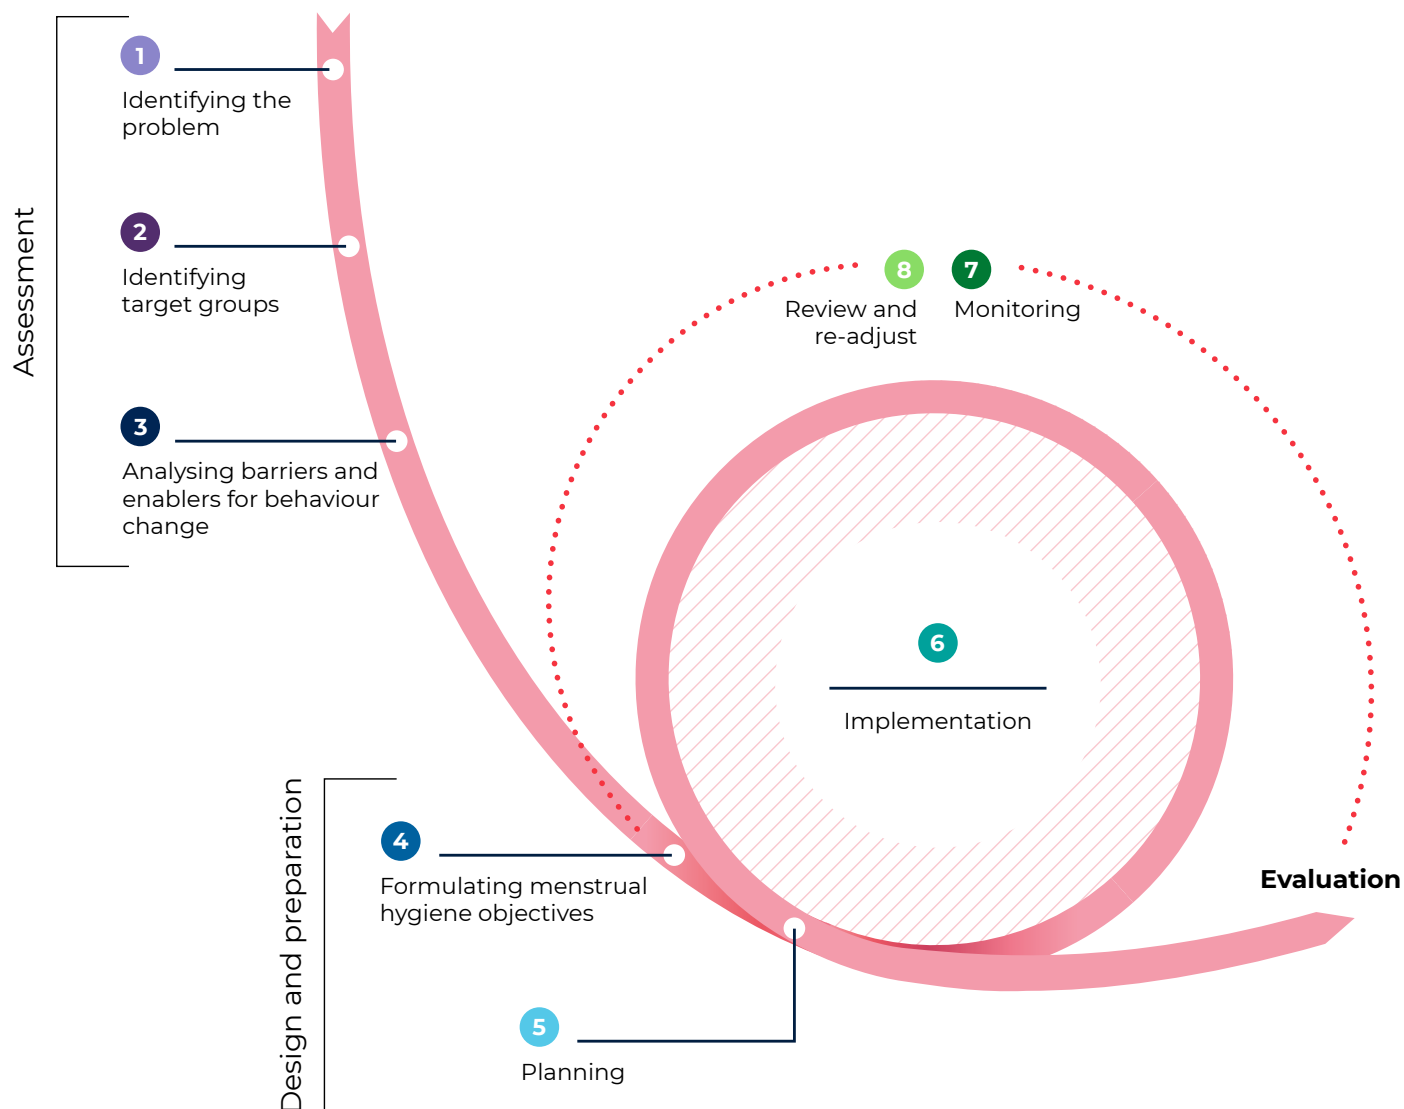 Assessment
1
Identifying the
problem
2
Identifying
target groups
3
Analysing barriers and
enablers for behaviour
change
8
Review and
re-adjust
7
Monitoring
6
Implementation
Design and preparation
4
Formulating menstrual
hygiene objectives
5
Planning
Evaluation